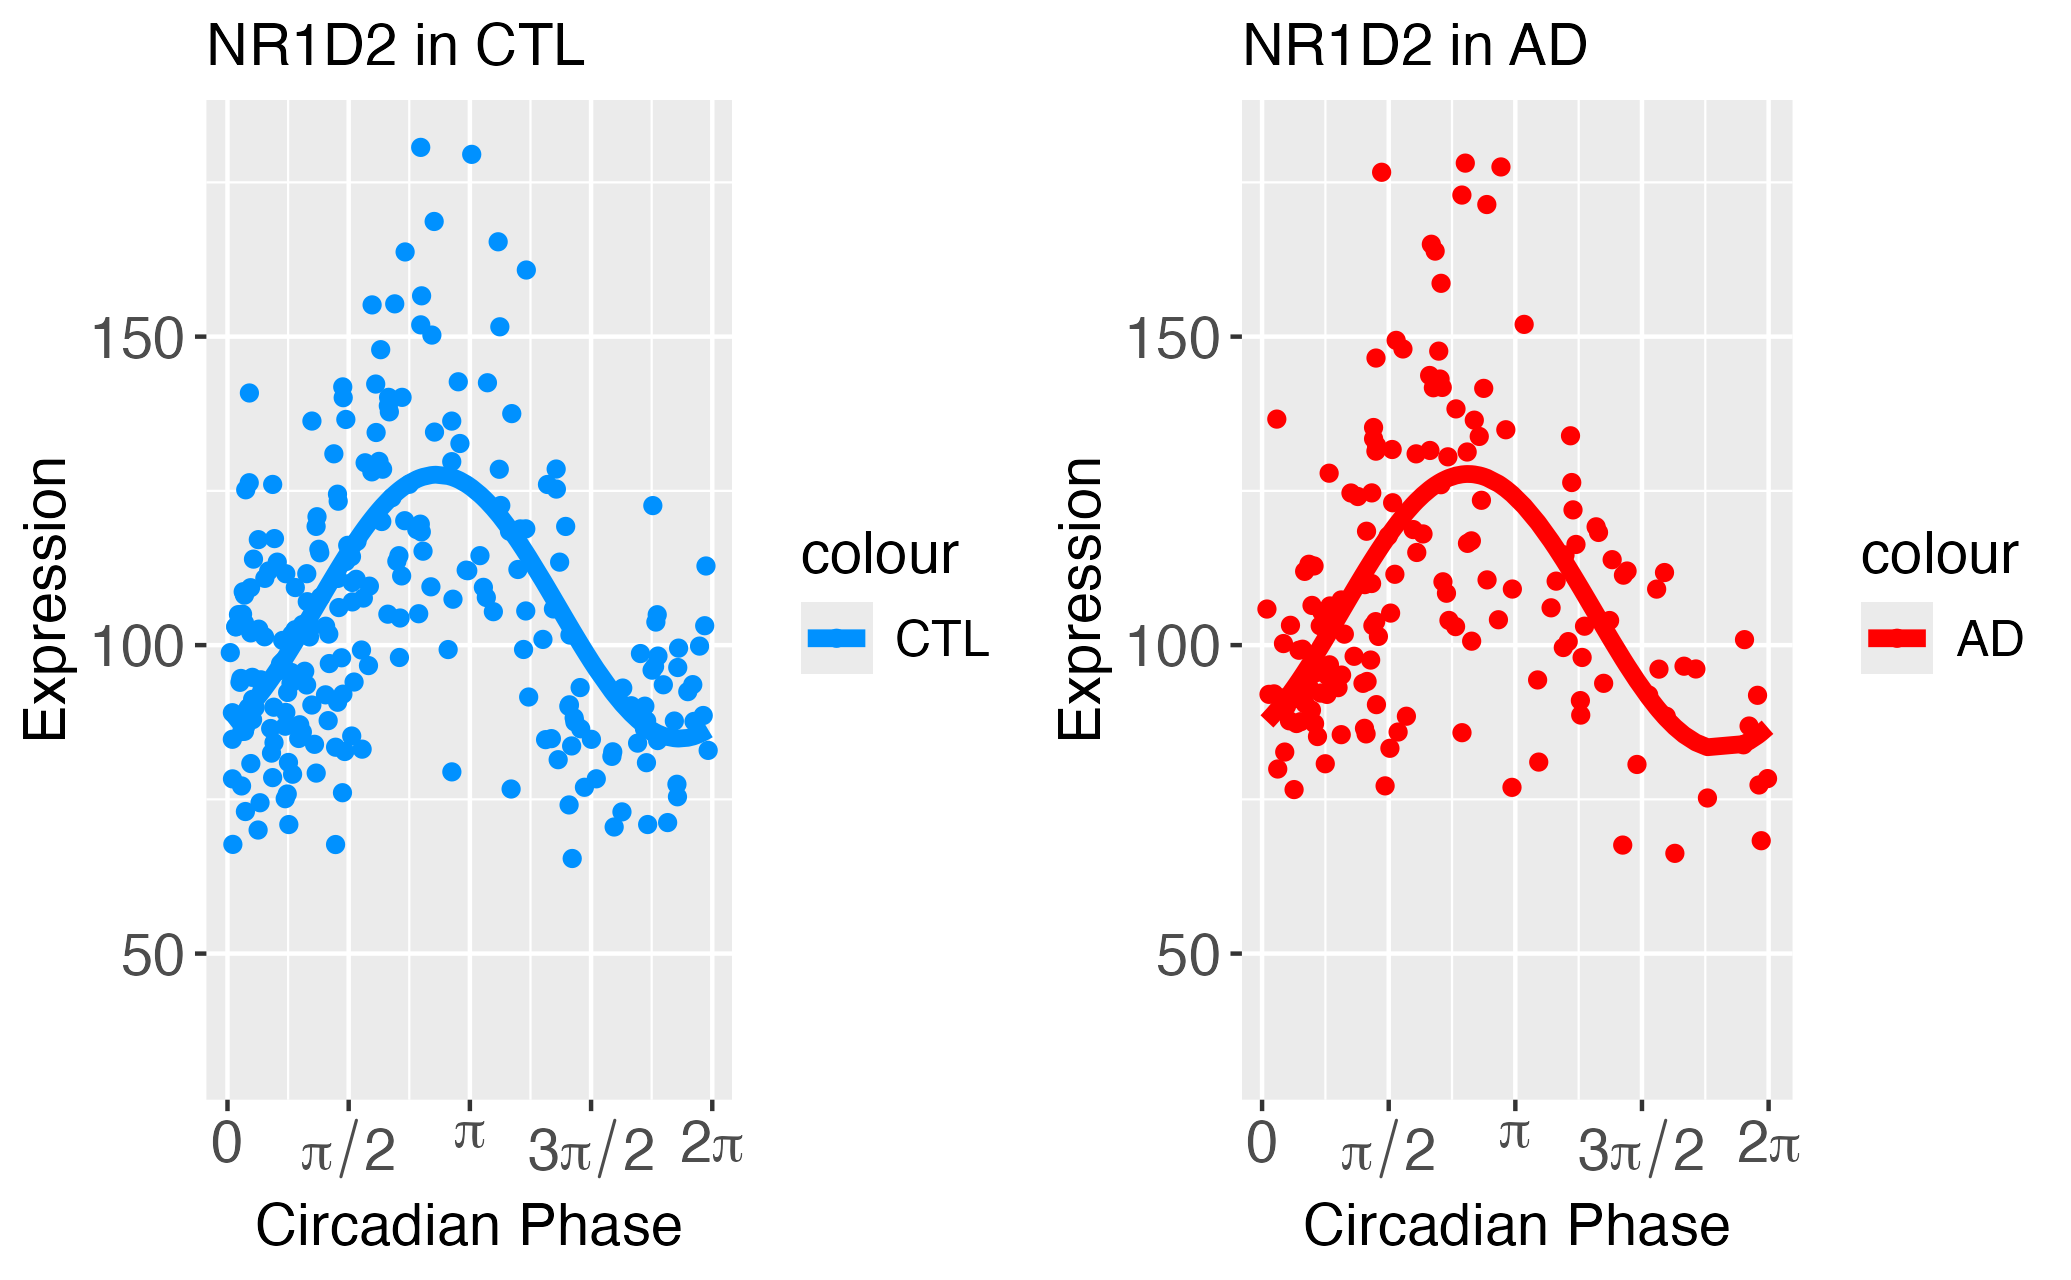 NR1D2 in CTL
Expression
150
100
50
0 π/2 π 3π/2 2π
Circadian Phase
colour
CTL
NR1D2 in AD
Expression
150
100
50
0 π/2 π 3π/2 2π
Circadian Phase
colour
AD